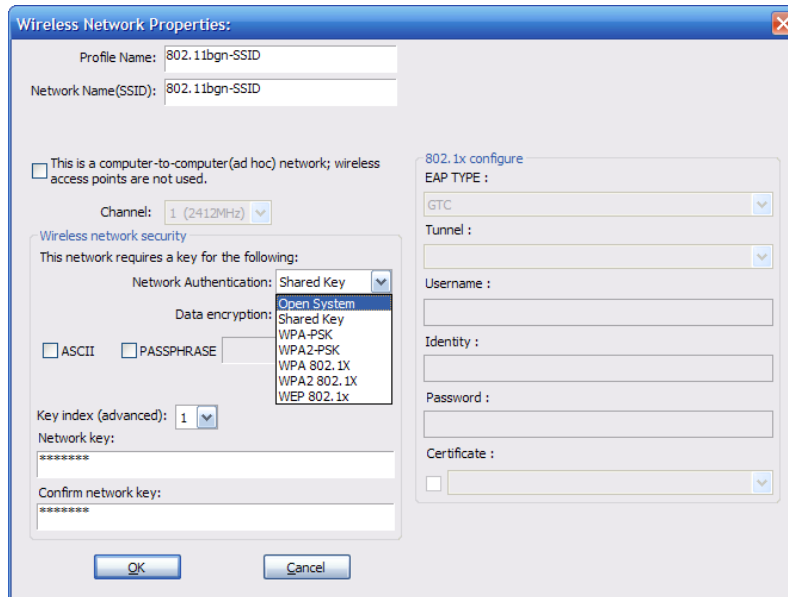 Wireless Network Properties:
Profile Name: 802.11bgn-SSID
Network Name(SSID): 802.11bgn-SSID
This is a computer-to-computer(ad hoc) network; wireless
access points are not used.
Channel: 1 (2412MHz)
Wireless network security
This network requires a key for the following:
Network Authentication: Shared Key
Open System
Shared Key
WPA-PSK
WPA2-PSK
WPA 802.1X
WPA2 802.1X
WEP 802.1x
Data encryption:
ASCII PASSPHRASE
Key index (advanced): 1
Network key:
*******
Confirm network key:
*******
802.1x configure
EAP TYPE :
GTC
Tunnel :
Username :
Identity :
Password :
Certificate :
OK Cancel